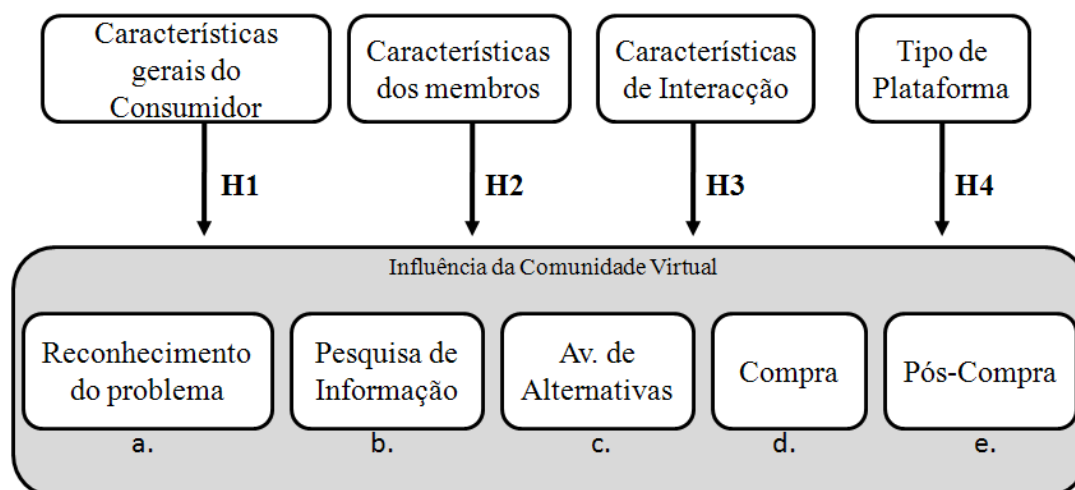 Características
gerais do
Consumidor
Características
dos membros
Características
de Interacção
Tipo de
Plataforma
H1
H2
H3
H4
Influência da Comunidade Virtual
Reconhecimento
do problema
Pesquisa de
Informação
Av. de
Alternativas
Compra
Pós-Compra
a.
b.
c.
d.
e.